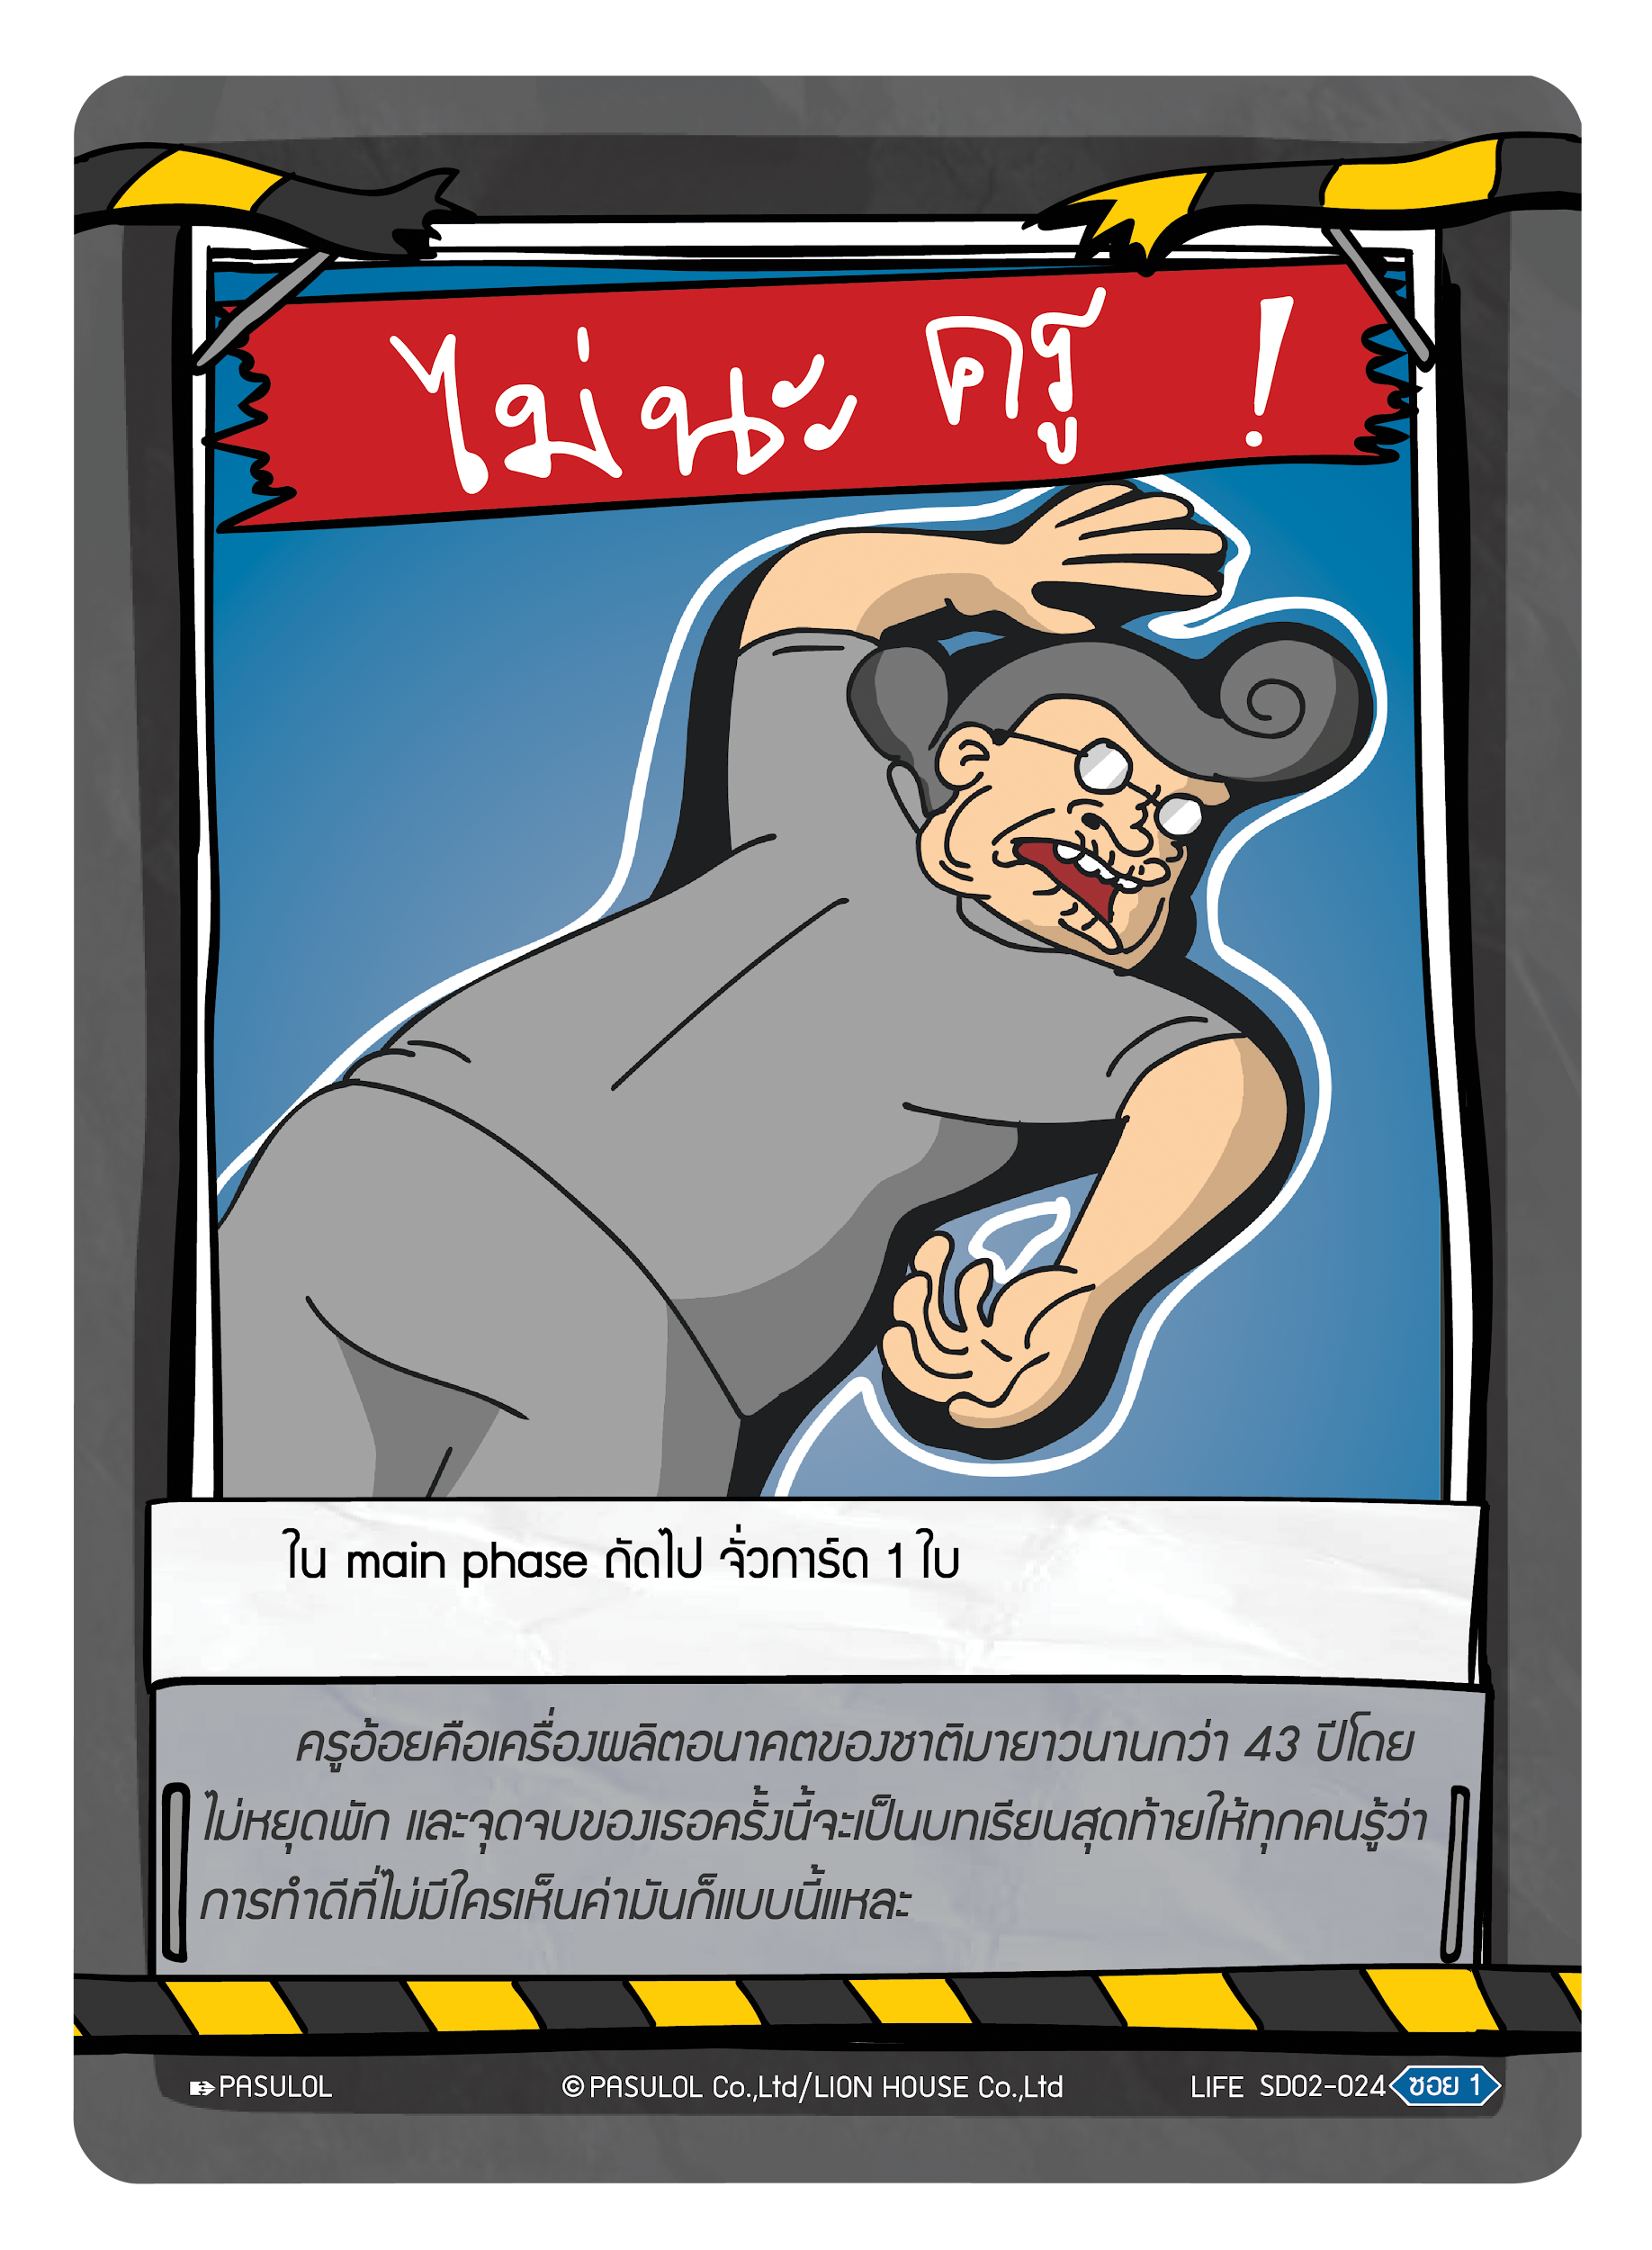 ไม่นะ ครู !
ใน main phase ถัดไป จั่วการ์ด 1 ใบ
ครูอ้อยคือเครื่องผลิตอนาคตของชาติมายาวนานกว่า 43 ปีโดย
ไม่หยุดพัก และจุดจบของเธอครั้งนี้จะเป็นบทเรียนสุดท้ายให้ทุกคนรู้ว่า
การทำดีที่ไม่มีใครเห็นค่ามันก็แบบนี้แหละ
PASULOL ©PASULOL Co.,Ltd/LION HOUSE Co.,Ltd LIFE SD02-024 ซอย 1